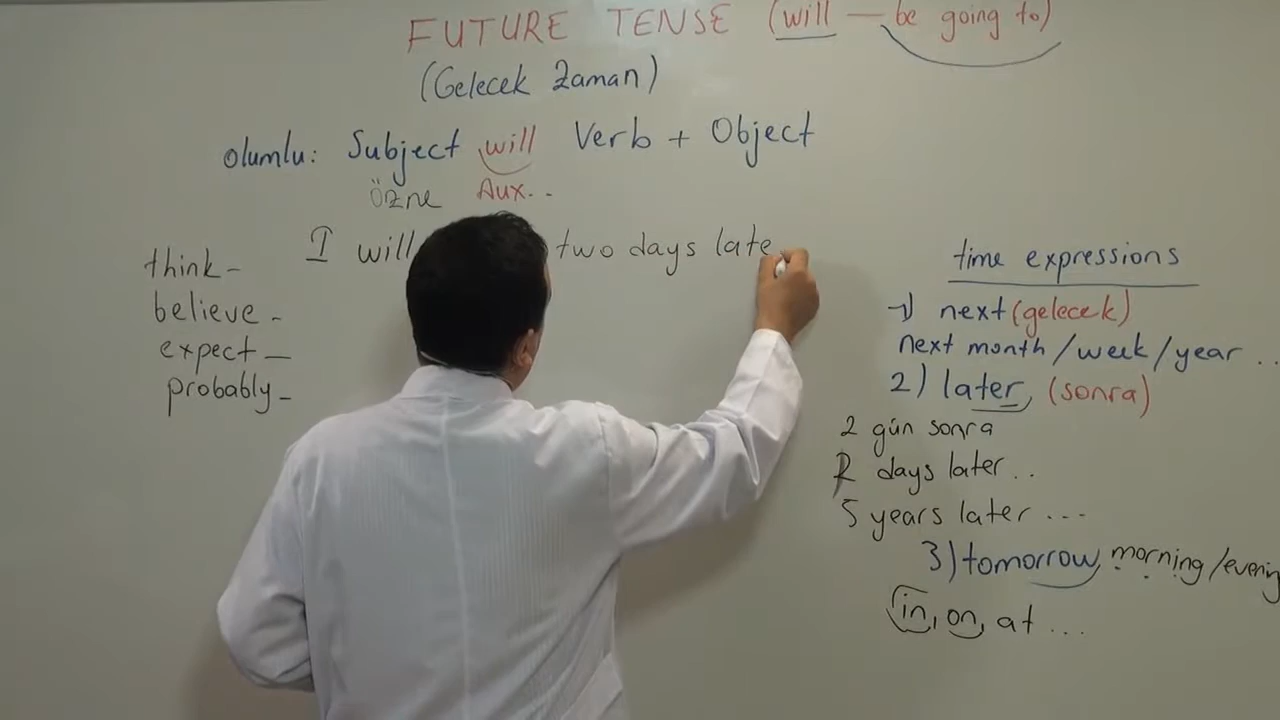 FUTURE TENSE (will — be going to)
(Gelecek Zaman)
olumlu: Subject will Verb + Object
Özne Aux..
I will two days late
think -
believe -
expect -
probably -
time expressions
1) next (gelecek)
next month / week / year ..
2) later, (sonra)
2 gün sonra
2 days later ..
5 years later ...
3) tomorrow, morning / evening
in, on, at ...